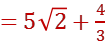 = 5√2 + 4/3